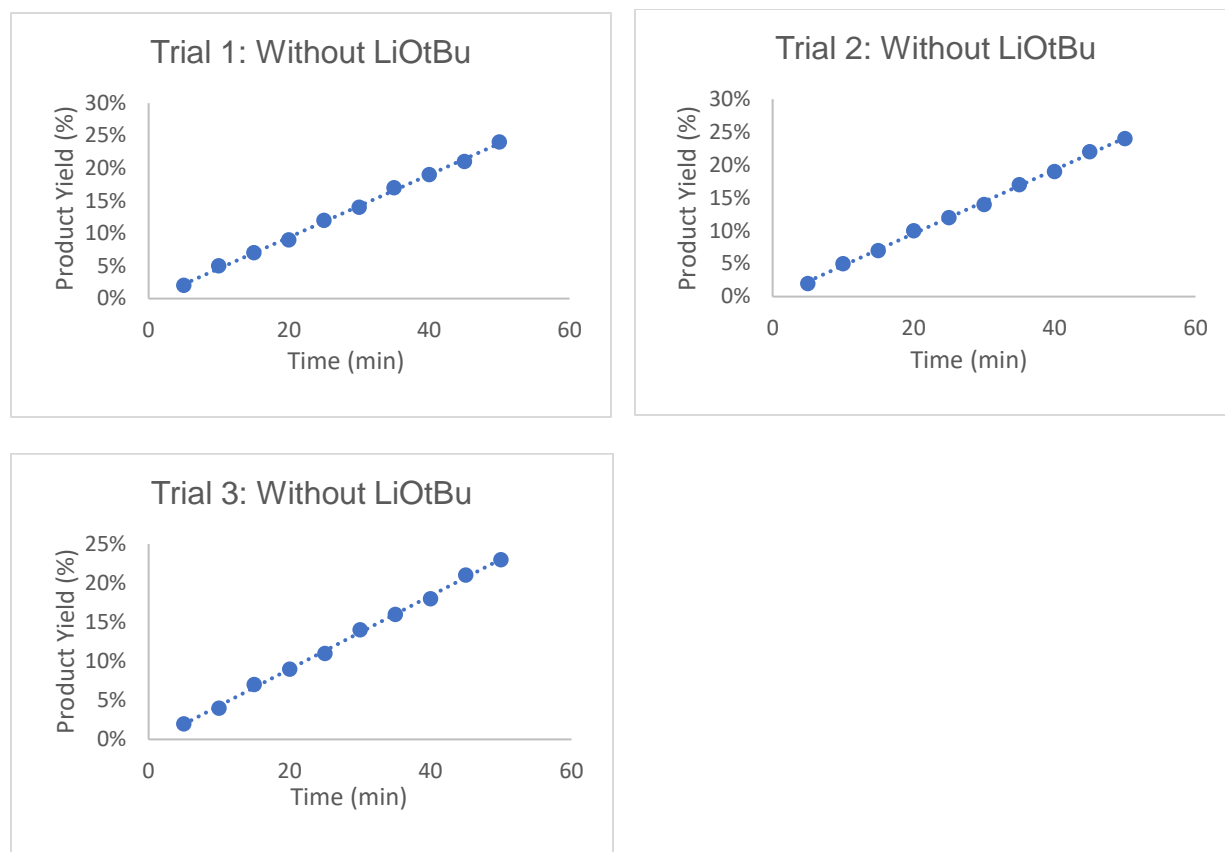 Trial 1: Without LiOtBu
Product Yield (%)
30%
25%
20%
15%
10%
5%
0%
0 20 40 60
Time (min)
Trial 2: Without LiOtBu
Product Yield (%)
30%
25%
20%
15%
10%
5%
0%
0 20 40 60
Time (min)
Trial 3: Without LiOtBu
Product Yield (%)
25%
20%
15%
10%
5%
0%
0 20 40 60
Time (min)